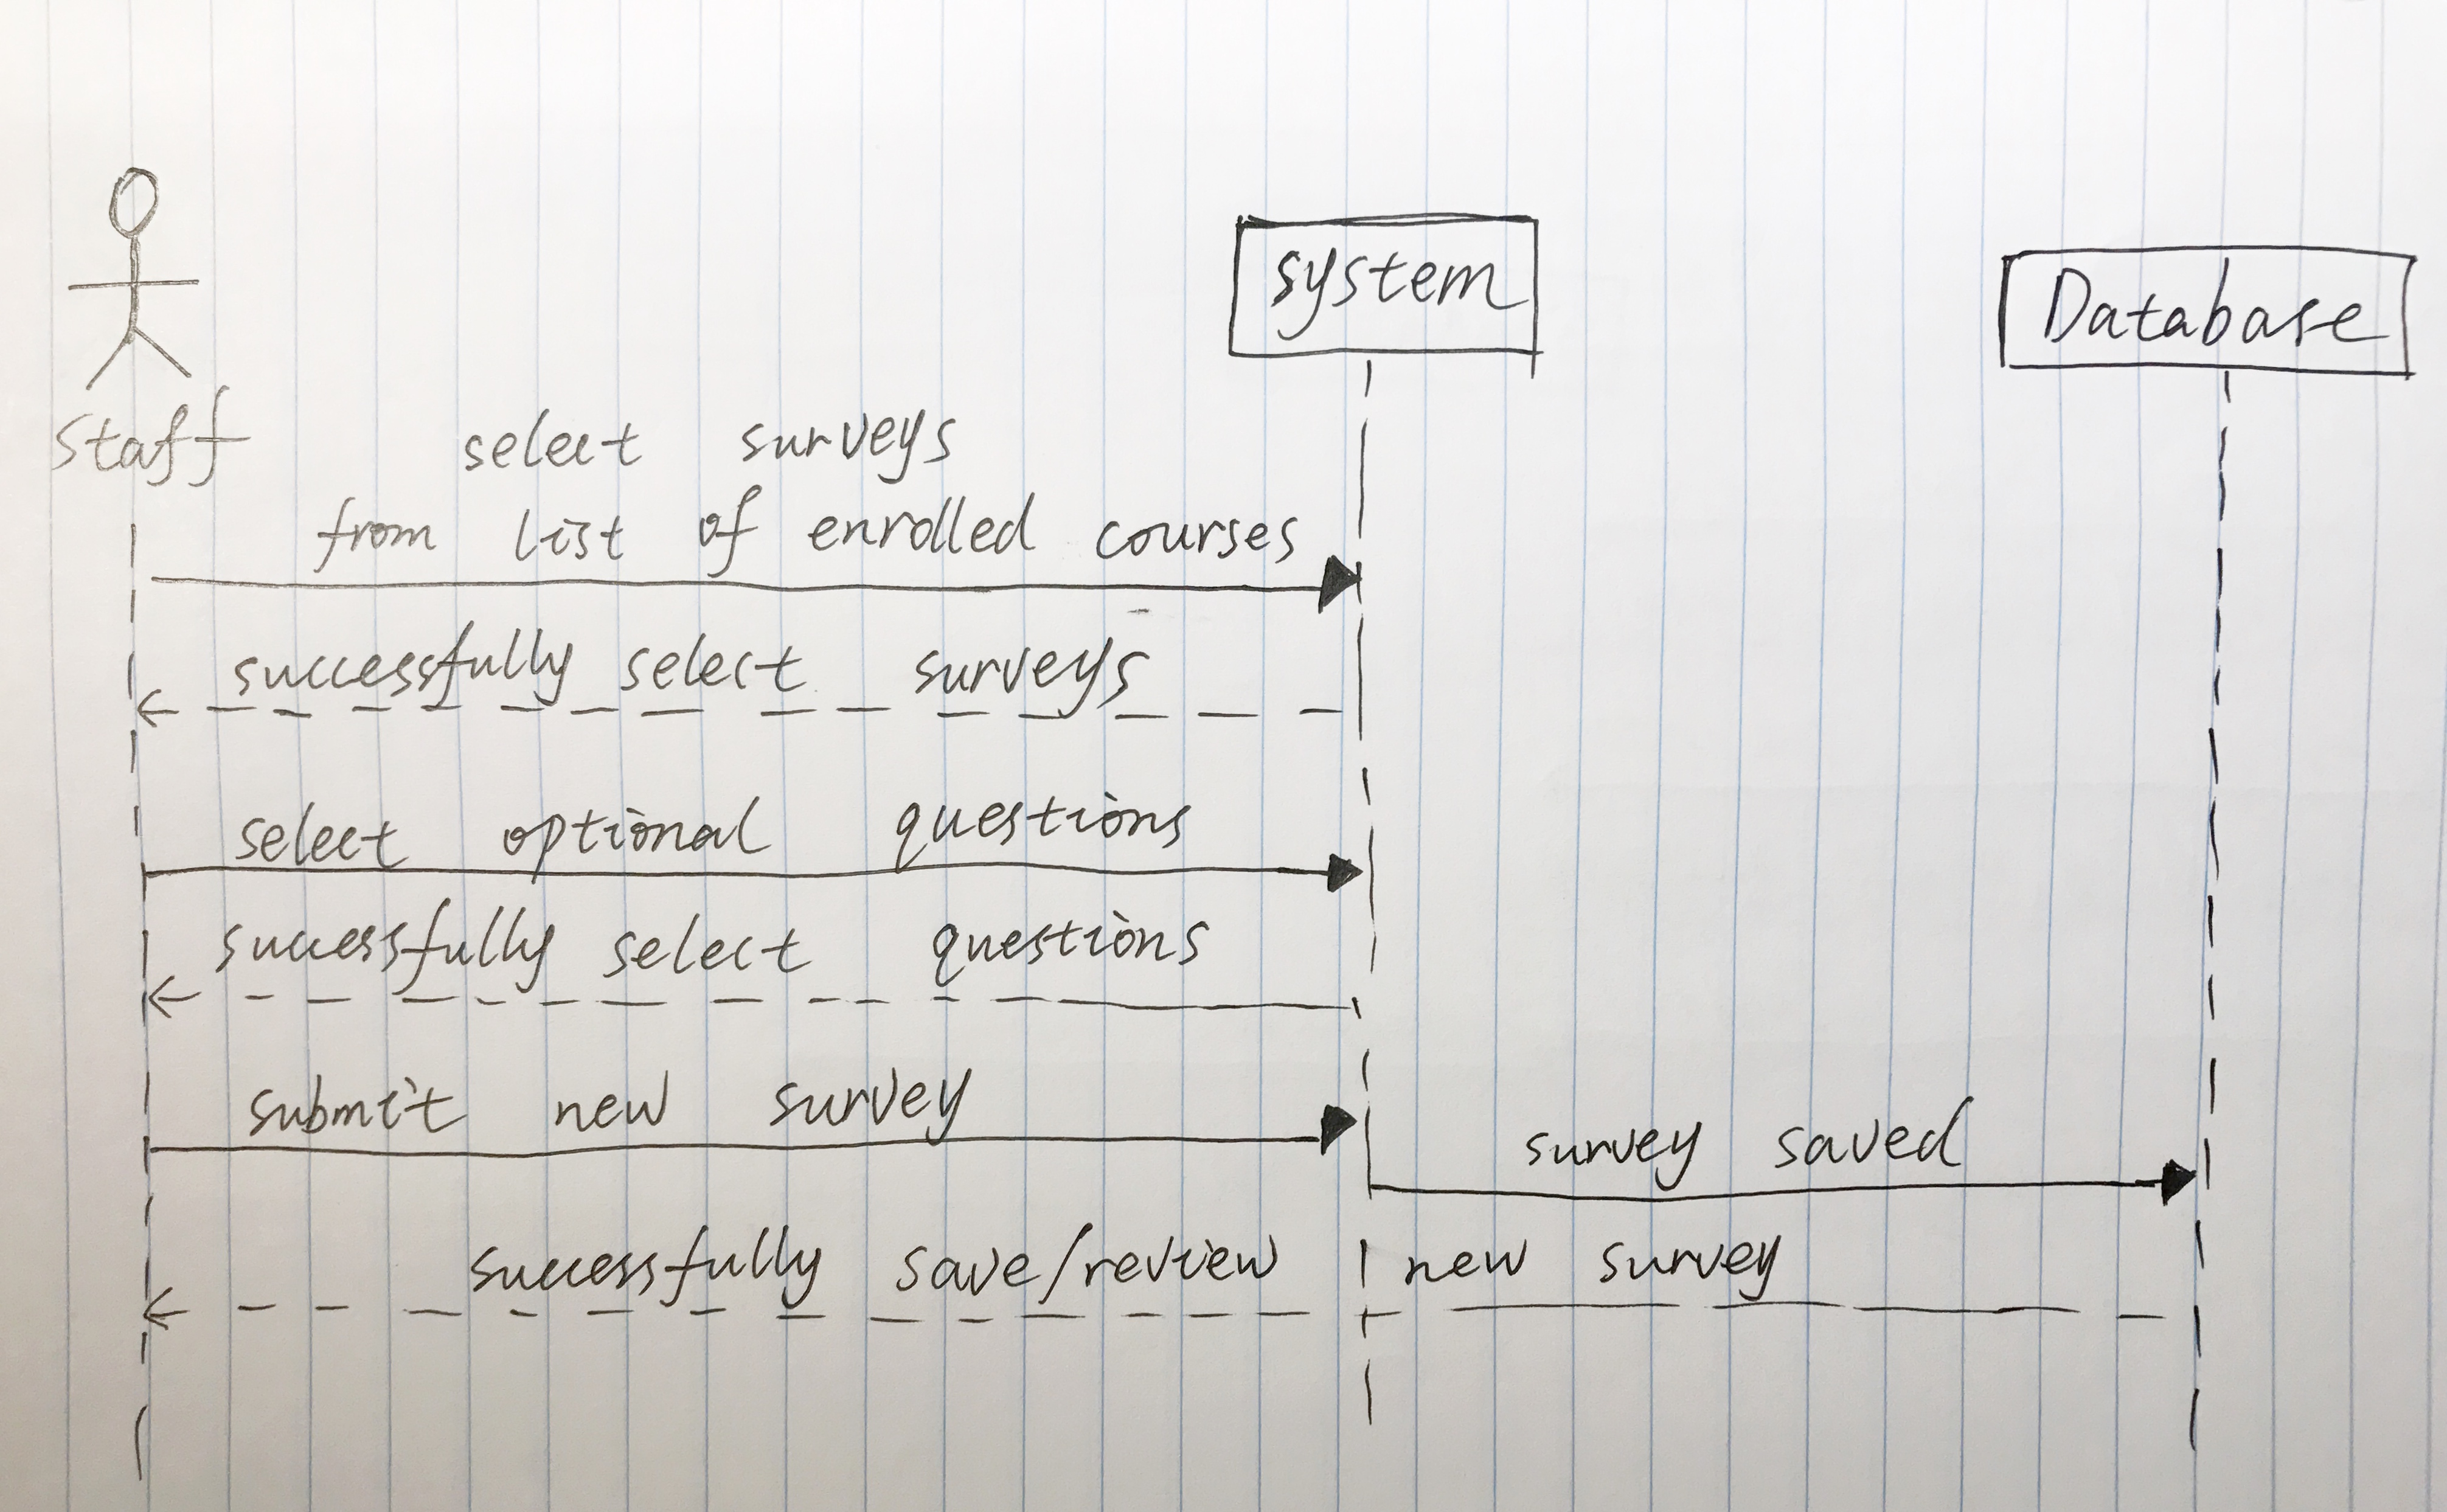 system
Database
staff
select surveys
from list of enrolled courses
successfully select surveys
select optional questions
successfully select questions
submit new survey
survey saved
successfully save/review new survey